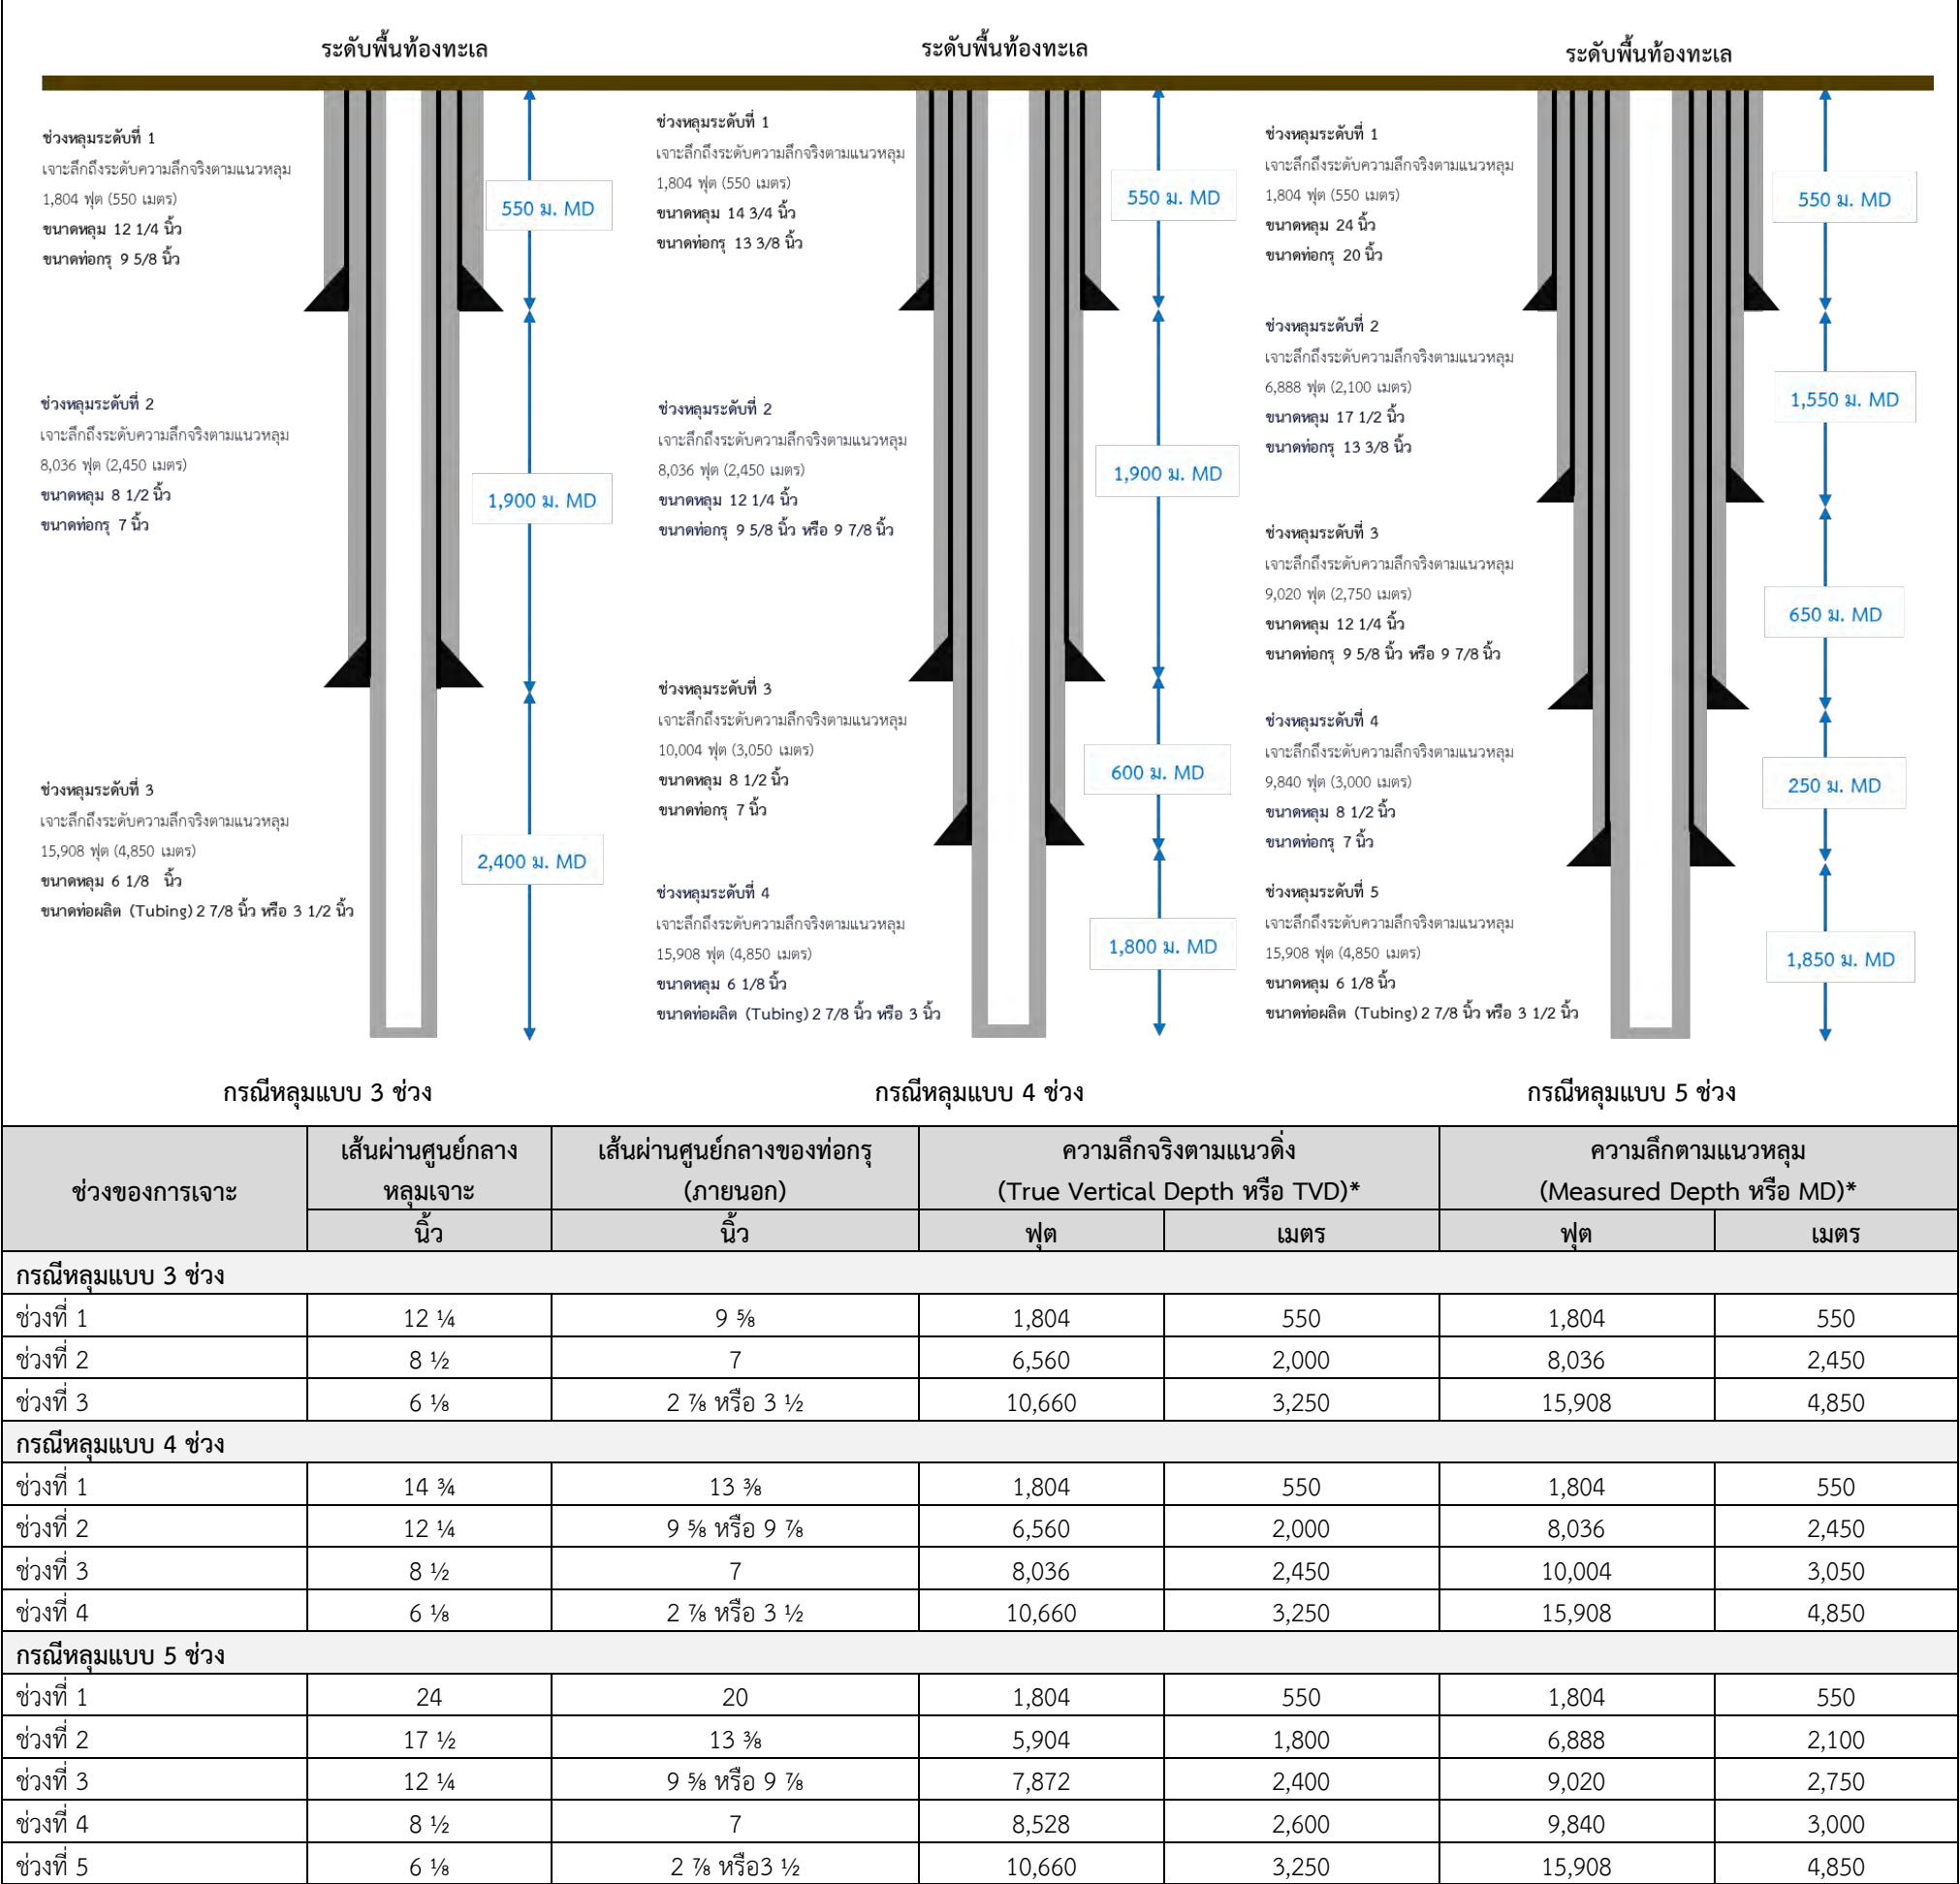 ระดับพื้นท้องทะเล
ช่วงหลุมระดับที่ 1
เจาะลึกถึงระดับความลึกจริงตามแนวหลุม
1,804 ฟุต (550 เมตร)
ขนาดหลุม 12 1/4 นิ้ว
ขนาดท่อกรุ 9 5/8 นิ้ว
550 ม. MD
ช่วงหลุมระดับที่ 2
เจาะลึกถึงระดับความลึกจริงตามแนวหลุม
8,036 ฟุต (2,450 เมตร)
ขนาดหลุม 8 1/2 นิ้ว
ขนาดท่อกรุ 7 นิ้ว
1,900 ม. MD
ช่วงหลุมระดับที่ 3
เจาะลึกถึงระดับความลึกจริงตามแนวหลุม
15,908 ฟุต (4,850 เมตร)
ขนาดหลุม 6 1/8 นิ้ว
ขนาดท่อผลิต (Tubing) 2 7/8 นิ้ว หรือ 3 1/2 นิ้ว
2,400 ม. MD
กรณีหลุมแบบ 3 ช่วง
ระดับพื้นท้องทะเล
ช่วงหลุมระดับที่ 1
เจาะลึกถึงระดับความลึกจริงตามแนวหลุม
1,804 ฟุต (550 เมตร)
ขนาดหลุม 14 3/4 นิ้ว
ขนาดท่อกรุ 13 3/8 นิ้ว
550 ม. MD
ช่วงหลุมระดับที่ 2
เจาะลึกถึงระดับความลึกจริงตามแนวหลุม
8,036 ฟุต (2,450 เมตร)
ขนาดหลุม 12 1/4 นิ้ว
ขนาดท่อกรุ 9 5/8 นิ้ว หรือ 9 7/8 นิ้ว
1,900 ม. MD
ช่วงหลุมระดับที่ 3
เจาะลึกถึงระดับความลึกจริงตามแนวหลุม
10,004 ฟุต (3,050 เมตร)
ขนาดหลุม 8 1/2 นิ้ว
ขนาดท่อกรุ 7 นิ้ว
600 ม. MD
ช่วงหลุมระดับที่ 4
เจาะลึกถึงระดับความลึกจริงตามแนวหลุม
15,908 ฟุต (4,850 เมตร)
ขนาดหลุม 6 1/8 นิ้ว
ขนาดท่อผลิต (Tubing) 2 7/8 นิ้ว หรือ 3 นิ้ว
1,800 ม. MD
กรณีหลุมแบบ 4 ช่วง
ระดับพื้นท้องทะเล
ช่วงหลุมระดับที่ 1
เจาะลึกถึงระดับความลึกจริงตามแนวหลุม
1,804 ฟุต (550 เมตร)
ขนาดหลุม 24 นิ้ว
ขนาดท่อกรุ 20 นิ้ว
550 ม. MD
ช่วงหลุมระดับที่ 2
เจาะลึกถึงระดับความลึกจริงตามแนวหลุม
6,888 ฟุต (2,100 เมตร)
ขนาดหลุม 17 1/2 นิ้ว
ขนาดท่อกรุ 13 3/8 นิ้ว
1,550 ม. MD
ช่วงหลุมระดับที่ 3
เจาะลึกถึงระดับความลึกจริงตามแนวหลุม
9,020 ฟุต (2,750 เมตร)
ขนาดหลุม 12 1/4 นิ้ว
ขนาดท่อกรุ 9 5/8 นิ้ว หรือ 9 7/8 นิ้ว
650 ม. MD
ช่วงหลุมระดับที่ 4
เจาะลึกถึงระดับความลึกจริงตามแนวหลุม
9,840 ฟุต (3,000 เมตร)
ขนาดหลุม 8 1/2 นิ้ว
ขนาดท่อกรุ 7 นิ้ว
250 ม. MD
ช่วงหลุมระดับที่ 5
เจาะลึกถึงระดับความลึกจริงตามแนวหลุม
15,908 ฟุต (4,850 เมตร)
ขนาดหลุม 6 1/8 นิ้ว
ขนาดท่อผลิต (Tubing) 2 7/8 นิ้ว หรือ 3 1/2 นิ้ว
1,850 ม. MD
กรณีหลุมแบบ 5 ช่วง
ช่วงของการเจาะ
เส้นผ่านศูนย์กลาง
หลุมเจาะ
เส้นผ่านศูนย์กลางของท่อกรุ
(ภายนอก)
ความลึกจริงตามแนวดิ่ง
(True Vertical Depth หรือ TVD)*
ความลึกตามแนวหลุม
(Measured Depth หรือ MD)*
นิ้ว นิ้ว ฟุต เมตร ฟุต เมตร
กรณีหลุมแบบ 3 ช่วง
ช่วงที่ 1 12 ¼ 9 ⅝ 1,804 550 1,804 550
ช่วงที่ 2 8 ½ 7 6,560 2,000 8,036 2,450
ช่วงที่ 3 6 ⅛ 2 ⅞ หรือ 3 ½ 10,660 3,250 15,908 4,850
กรณีหลุมแบบ 4 ช่วง
ช่วงที่ 1 14 ¾ 13 ⅜ 1,804 550 1,804 550
ช่วงที่ 2 12 ¼ 9 ⅝ หรือ 9 ⅞ 6,560 2,000 8,036 2,450
ช่วงที่ 3 8 ½ 7 8,036 2,450 10,004 3,050
ช่วงที่ 4 6 ⅛ 2 ⅞ หรือ 3 ½ 10,660 3,250 15,908 4,850
กรณีหลุมแบบ 5 ช่วง
ช่วงที่ 1 24 20 1,804 550 1,804 550
ช่วงที่ 2 17 ½ 13 ⅜ 5,904 1,800 6,888 2,100
ช่วงที่ 3 12 ¼ 9 ⅝ หรือ 9 ⅞ 7,872 2,400 9,020 2,750
ช่วงที่ 4 8 ½ 7 8,528 2,600 9,840 3,000
ช่วงที่ 5 6 ⅛ 2 ⅞ หรือ3 ½ 10,660 3,250 15,908 4,850